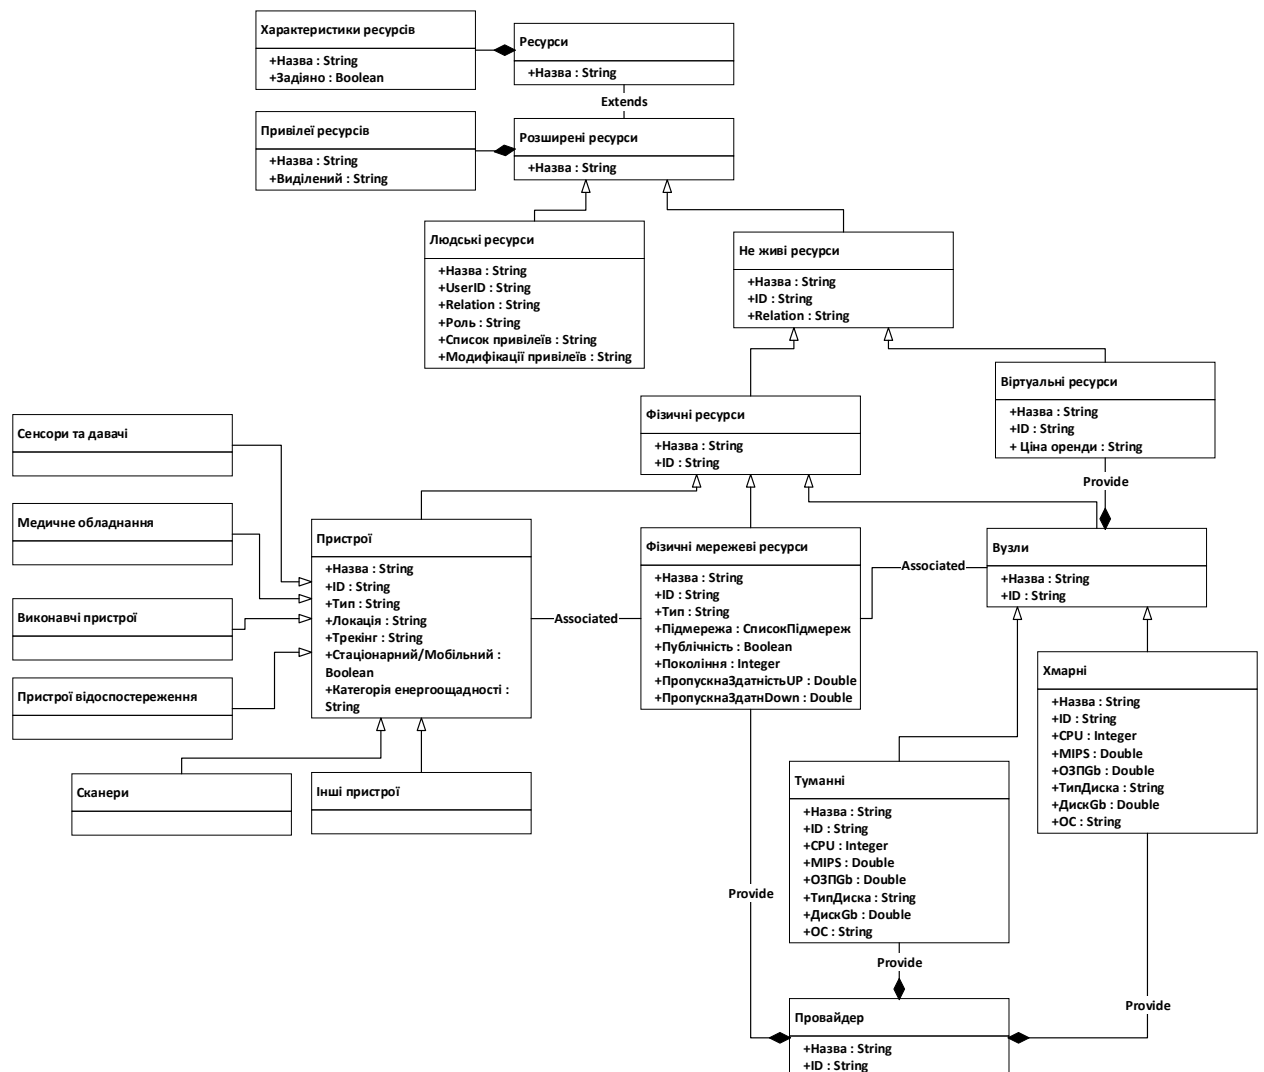 Характеристики ресурсів
+Назва : String
+Задіяно : Boolean
Ресурси
+Назва : String
Extends
Привілеї ресурсів
+Назва : String
+Виділений : String
Розширені ресурси
+Назва : String
Людські ресурси
+Назва : String
+UserID : String
+Relation : String
+Роль : String
+Список привілеїв : String
+Модифікації привілеїв : String
Не живі ресурси
+Назва : String
+ID : String
+Relation : String
Віртуальні ресурси
+Назва : String
+ID : String
+ Ціна оренди : String
Provide
Фізичні ресурси
+Назва : String
+ID : String
Сенсори та давачі
Медичне обладнання
Виконавчі пристрої
Пристрої відоспостереження
Сканери
Інші пристрої
Пристрої
+Назва : String
+ID : String
+Тип : String
+Локація : String
+Трекінг : String
+Стаціонарний/Мобільний :
Boolean
+Категорія енергоощадності :
String
Associated
Фізичні мережеві ресурси
+Назва : String
+ID : String
+Тип : String
+Підмережа : СписокПідмереж
+Публічність : Boolean
+Покоління : Integer
+ПропускнаЗдатністьUP : Double
+ПропускнаЗдатнDown : Double
Associated
Вузли
+Назва : String
+ID : String
Хмарні
+Назва : String
+ID : String
+CPU : Integer
+MIPS : Double
+ОЗПGb : Double
+ТипДиска : String
+ДискGb : Double
+ОС : String
Туманні
+Назва : String
+ID : String
+CPU : Integer
+MIPS : Double
+ОЗПGb : Double
+ТипДиска : String
+ДискGb : Double
+ОС : String
Provide
Provide
Provide
Провайдер
+Назва : String
+ID : String